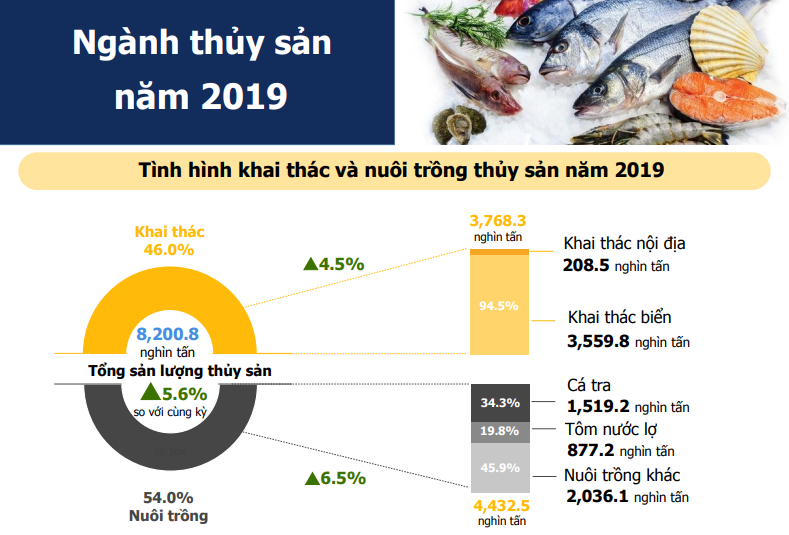 Ngành thủy sản
năm 2019
Tình hình khai thác và nuôi trồng thủy sản năm 2019
Khai thác
46.0%
▲4.5%
3,768.3
nghìn tấn
94.5%
Khai thác nội địa
208.5 nghìn tấn
Khai thác biển
3,559.8 nghìn tấn
8,200.8
nghìn tấn
Tổng sản lượng thủy sản
▲5.6%
so với cùng kỳ
54.0%
Nuôi trồng
▲6.5%
34.3%
19.8%
45.9%
4,432.5
nghìn tấn
Cá tra
1,519.2 nghìn tấn
Tôm nước lợ
877.2 nghìn tấn
Nuôi trồng khác
2,036.1 nghìn tấn